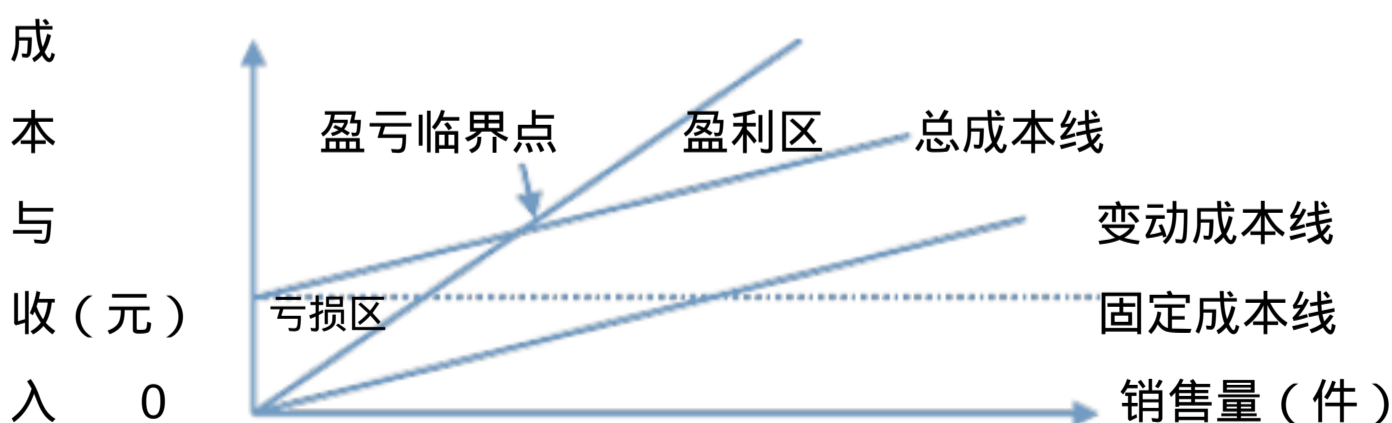 成
本 盈亏临界点 盈利区 总成本线
与 变动成本线
收（元） 亏损区 固定成本线
入 0 销售量（件）